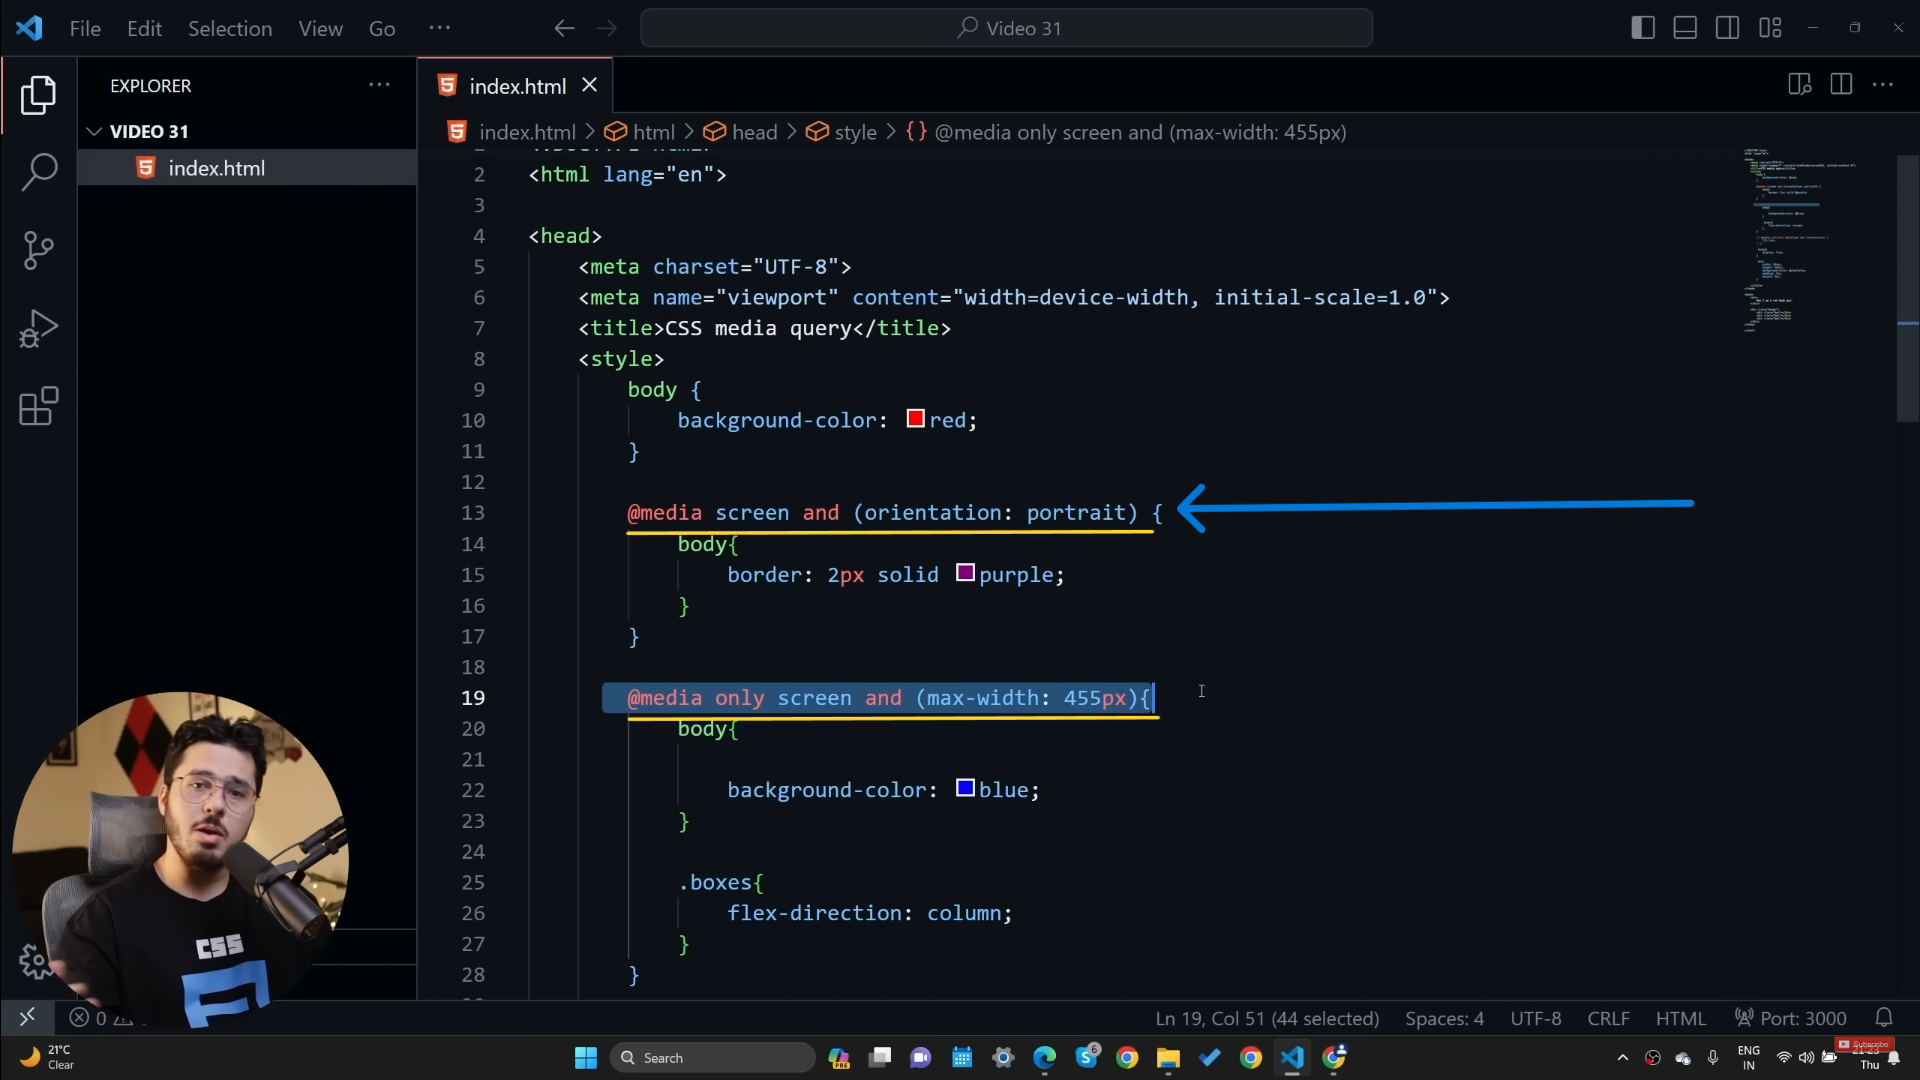 File Edit Selection View Go ···
Video 31
EXPLORER ···
VIDEO 31
index.html
index.html
index.html > html > head > style > {} @media only screen and (max-width: 455px)
2 <html lang="en">
3
4 <head>
5 <meta charset="UTF-8">
6 <meta name="viewport" content="width=device-width, initial-scale=1.0">
7 <title>CSS media query</title>
8 <style>
9 body {
10 background-color: red;
11 }
12
13 @media screen and (orientation: portrait) {
14 body{
15 border: 2px solid purple;
16 }
17 }
18
19 @media only screen and (max-width: 455px){
20 body{
21
22 background-color: blue;
23 }
24
25 .boxes{
26 flex-direction: column;
27 }
28 }
CSS
0
Ln 19, Col 51 (44 selected) Spaces: 4 UTF-8 CRLF HTML Port: 3000
21°C
Clear
Search
PRE
6
ENG
IN
Subscribe
Thu